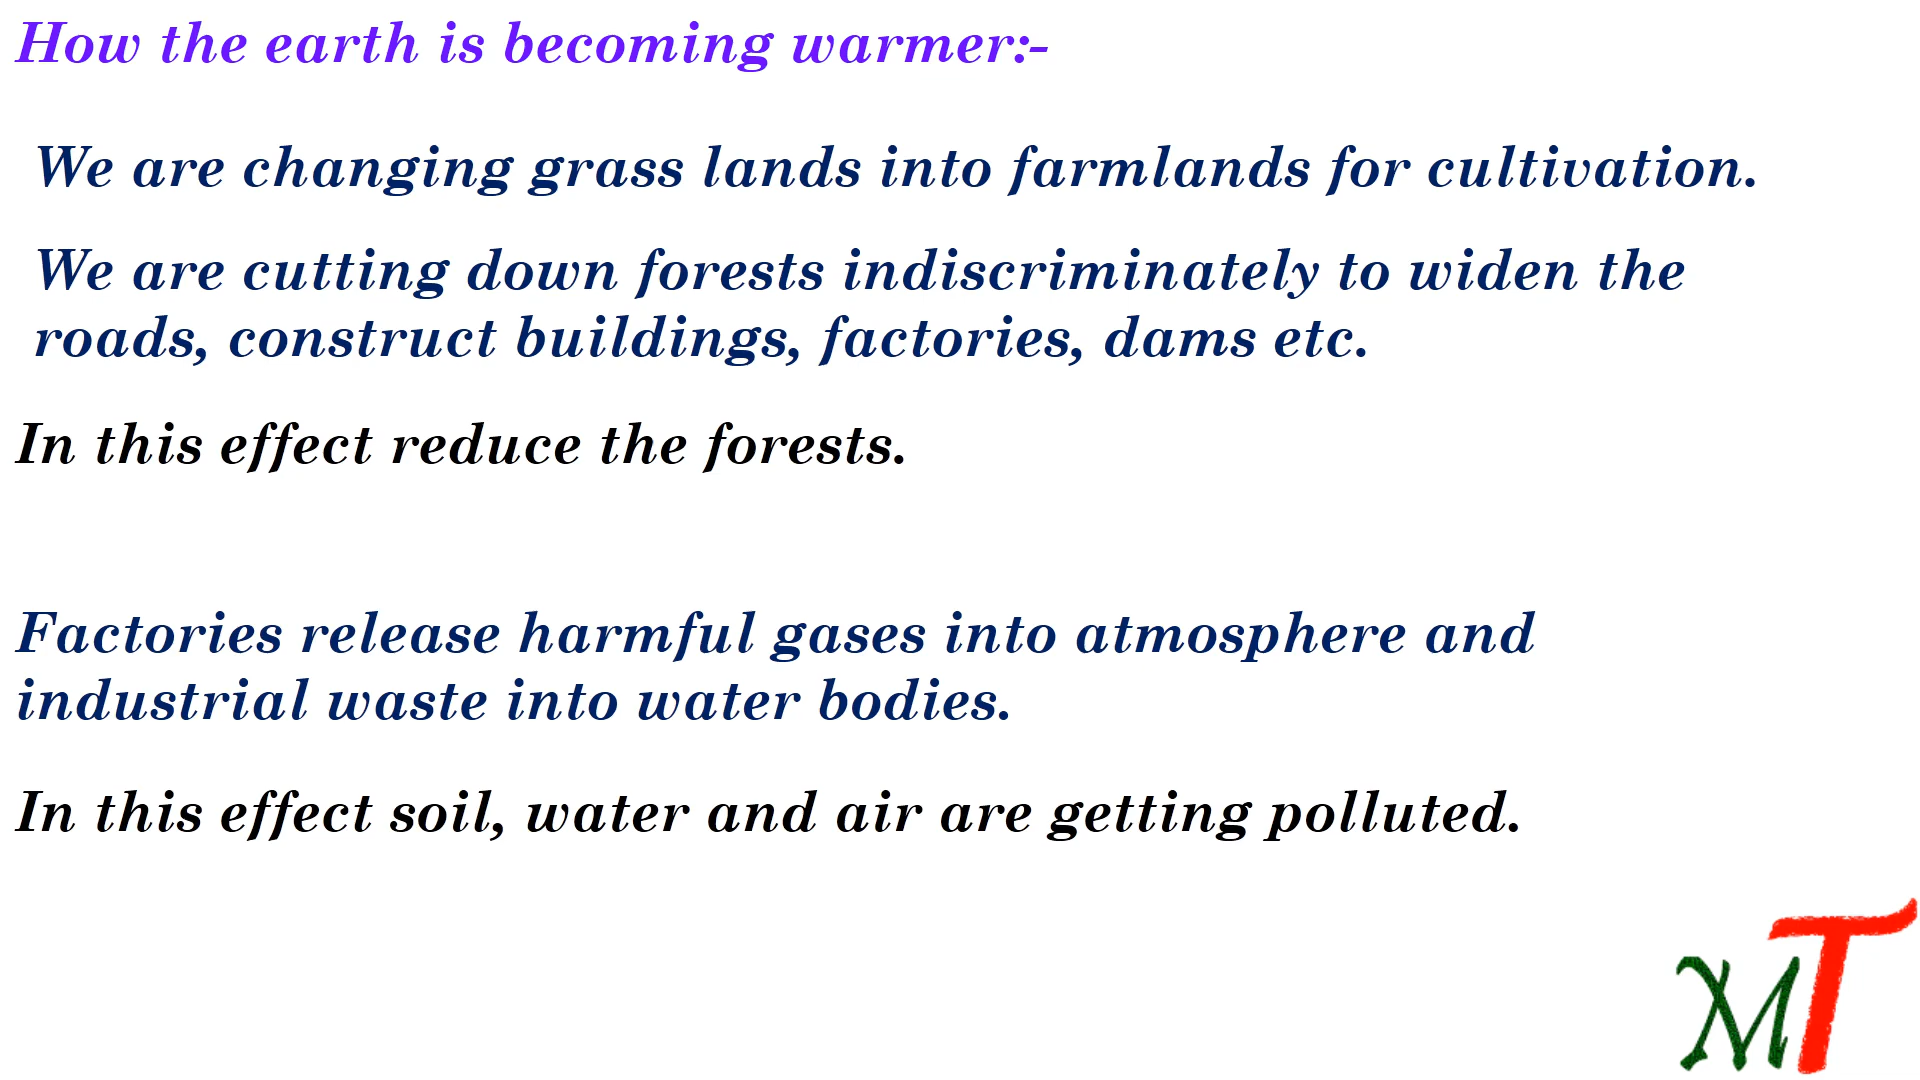 How the earth is becoming warmer:-
We are changing grass lands into farmlands for cultivation.
We are cutting down forests indiscriminately to widen the
roads, construct buildings, factories, dams etc.
In this effect reduce the forests.
Factories release harmful gases into atmosphere and
industrial waste into water bodies.
In this effect soil, water and air are getting polluted.
MT